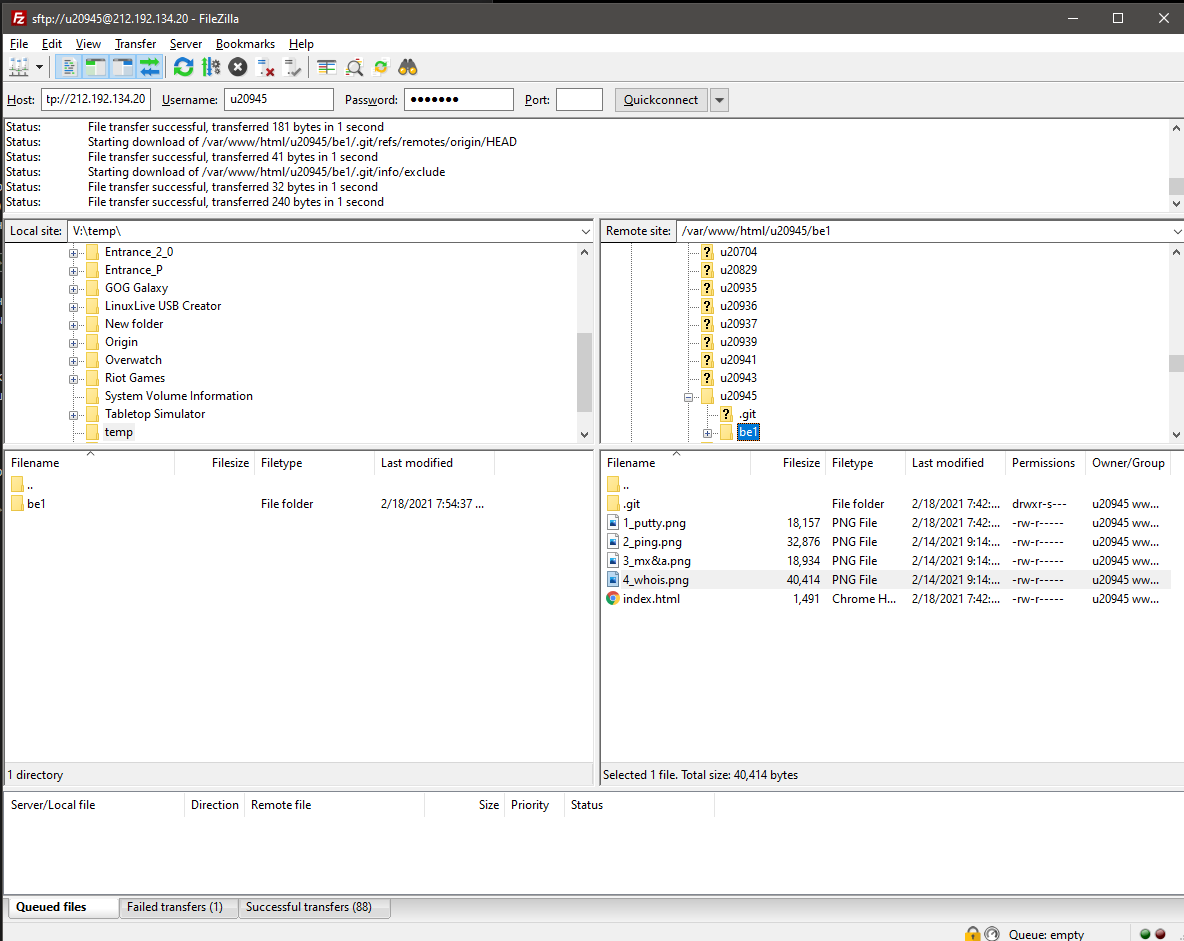 sftp://u20945@212.192.134.20 - FileZilla
File Edit View Transfer Server Bookmarks Help
Host: tp://212.192.134.20 Username: u20945 Password: ●●●●●●● Port: Quickconnect
Status: File transfer successful, transferred 181 bytes in 1 second
Status: Starting download of /var/www/html/u20945/be1/.git/refs/remotes/origin/HEAD
Status: File transfer successful, transferred 41 bytes in 1 second
Status: Starting download of /var/www/html/u20945/be1/.git/info/exclude
Status: File transfer successful, transferred 32 bytes in 1 second
Status: File transfer successful, transferred 240 bytes in 1 second
Local site: V:\temp\
Entrance_2_0
Entrance_P
GOG Galaxy
LinuxLive USB Creator
New folder
Origin
Overwatch
Riot Games
System Volume Information
Tabletop Simulator
temp
Remote site: /var/www/html/u20945/be1
u20704
u20829
u20935
u20936
u20937
u20939
u20941
u20943
u20945
.git
be1
Filename Filesize Filetype Last modified
..
be1 File folder 2/18/2021 7:54:37 ...
1 directory
Filename Filesize Filetype Last modified Permissions Owner/Group
..
.git File folder 2/18/2021 7:42:... drwxr-s--- u20945 ww...
1_putty.png 18,157 PNG File 2/18/2021 7:42:... -rw-r----- u20945 ww...
2_ping.png 32,876 PNG File 2/14/2021 9:14:... -rw-r----- u20945 ww...
3_mx&a.png 18,934 PNG File 2/14/2021 9:14:... -rw-r----- u20945 ww...
4_whois.png 40,414 PNG File 2/14/2021 9:14:... -rw-r----- u20945 ww...
index.html 1,491 Chrome H... 2/18/2021 7:42:... -rw-r----- u20945 ww...
Selected 1 file. Total size: 40,414 bytes
Server/Local file Direction Remote file Size Priority Status
Queued files Failed transfers (1) Successful transfers (88)
Queue: empty